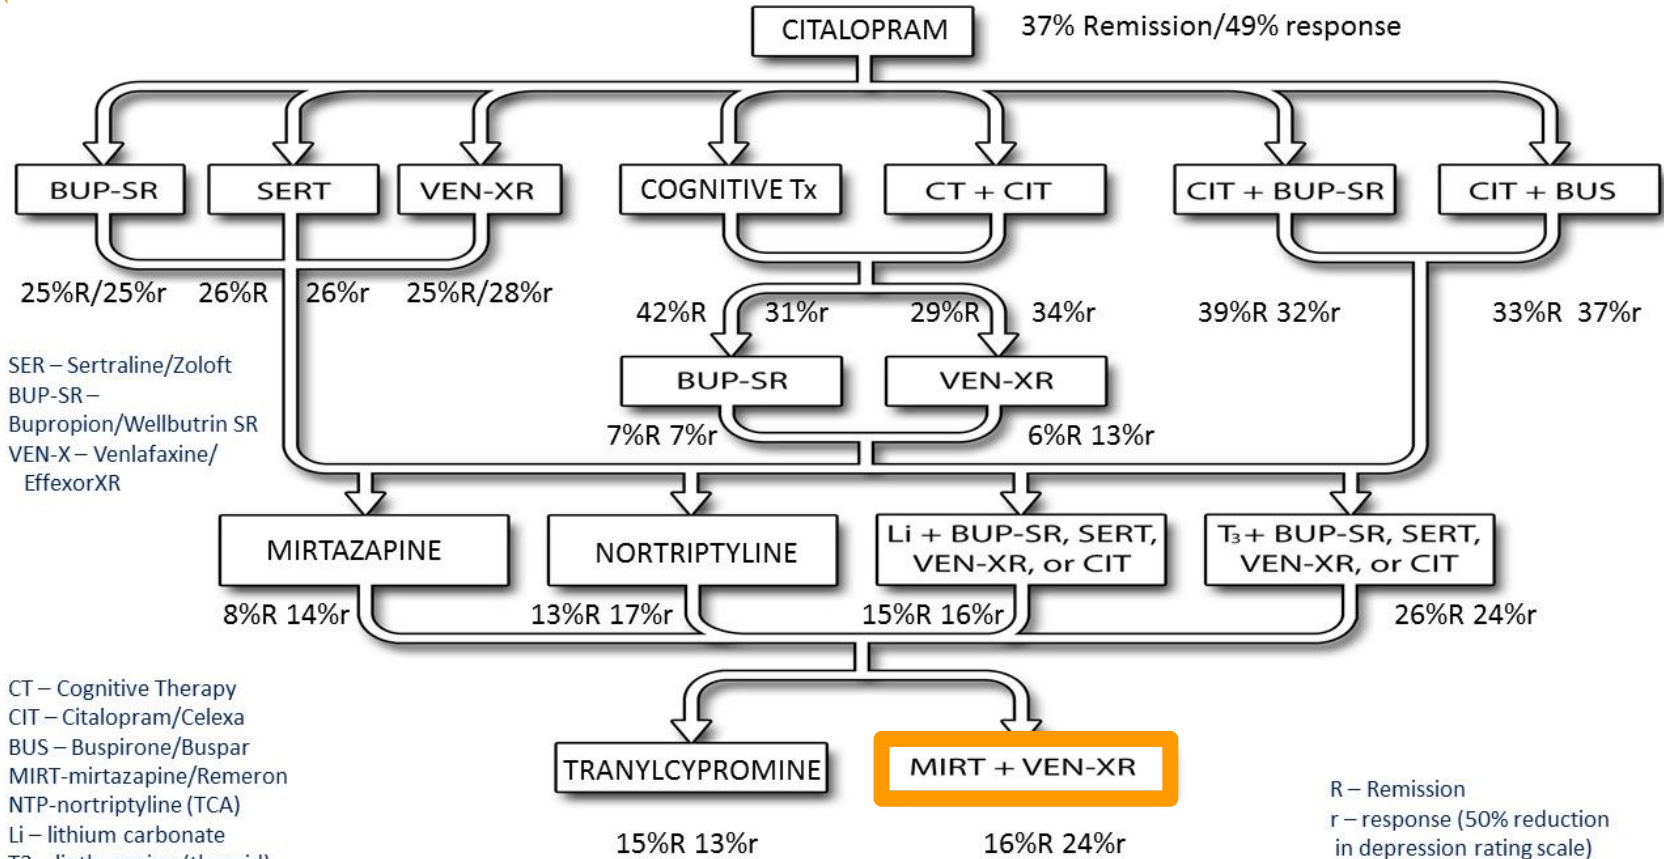 CITALOPRAM
37% Remission/49% response
BUP-SR
SERT
VEN-XR
COGNITIVE Tx
CT + CIT
CIT + BUP-SR
CIT + BUS
25%R/25%r
26%R
26%r
25%R/28%r
42%R
31%r
29%R
34%r
39%R 32%r
33%R 37%r
SER – Sertraline/Zoloft
BUP-SR –
Bupropion/Wellbutrin SR
VEN-X – Venlafaxine/
EffexorXR
BUP-SR
VEN-XR
7%R 7%r
6%R 13%r
MIRTAZAPINE
NORTRIPTYLINE
Li + BUP-SR, SERT,
VEN-XR, or CIT
T₃+ BUP-SR, SERT,
VEN-XR, or CIT
8%R 14%r
13%R 17%r
15%R 16%r
26%R 24%r
CT – Cognitive Therapy
CIT – Citalopram/Celexa
BUS – Buspirone/Buspar
MIRT-mirtazapine/Remeron
NTP-nortriptyline (TCA)
Li – lithium carbonate
TRANYLCYPROMINE
MIRT + VEN-XR
15%R 13%r
16%R 24%r
R – Remission
r – response (50% reduction
in depression rating scale)